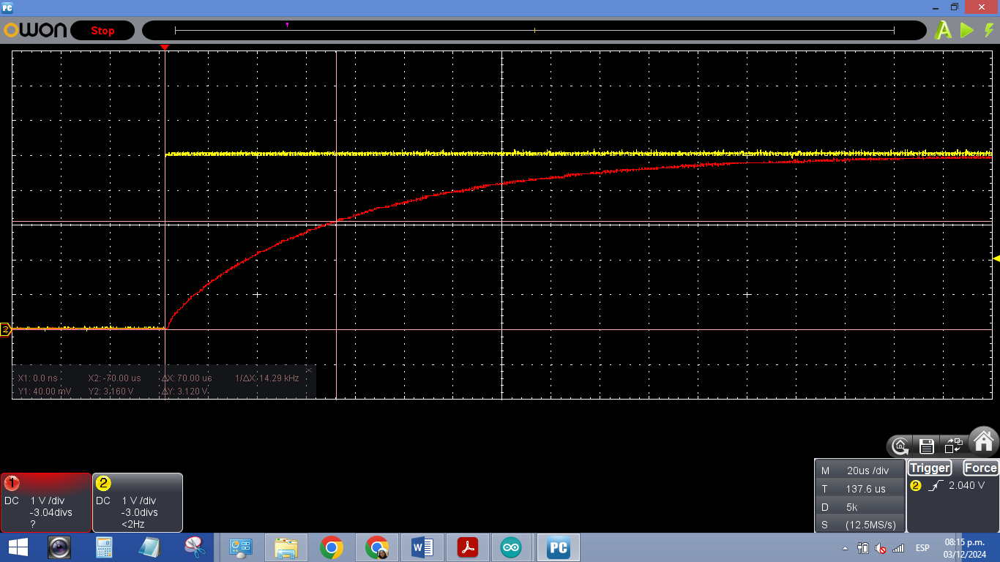 PC
owon Stop A
2
X1: 0.0 ns X2: -70.00 us ΔX: 70.00 us 1/ΔX: 14.29 kHz
Y1: 40.00 mV Y2: 3.160 V ΔY: 3.120 V
1
DC 1 V /div
-3.04divs
?
2
DC 1 V /div
-3.0divs
<2Hz
M 20us /div
T 137.6 us
D 5k
S (12.5MS/s)
Trigger Force
2 2.040 V
W PC ESP
08:15 p.m.
03/12/2024